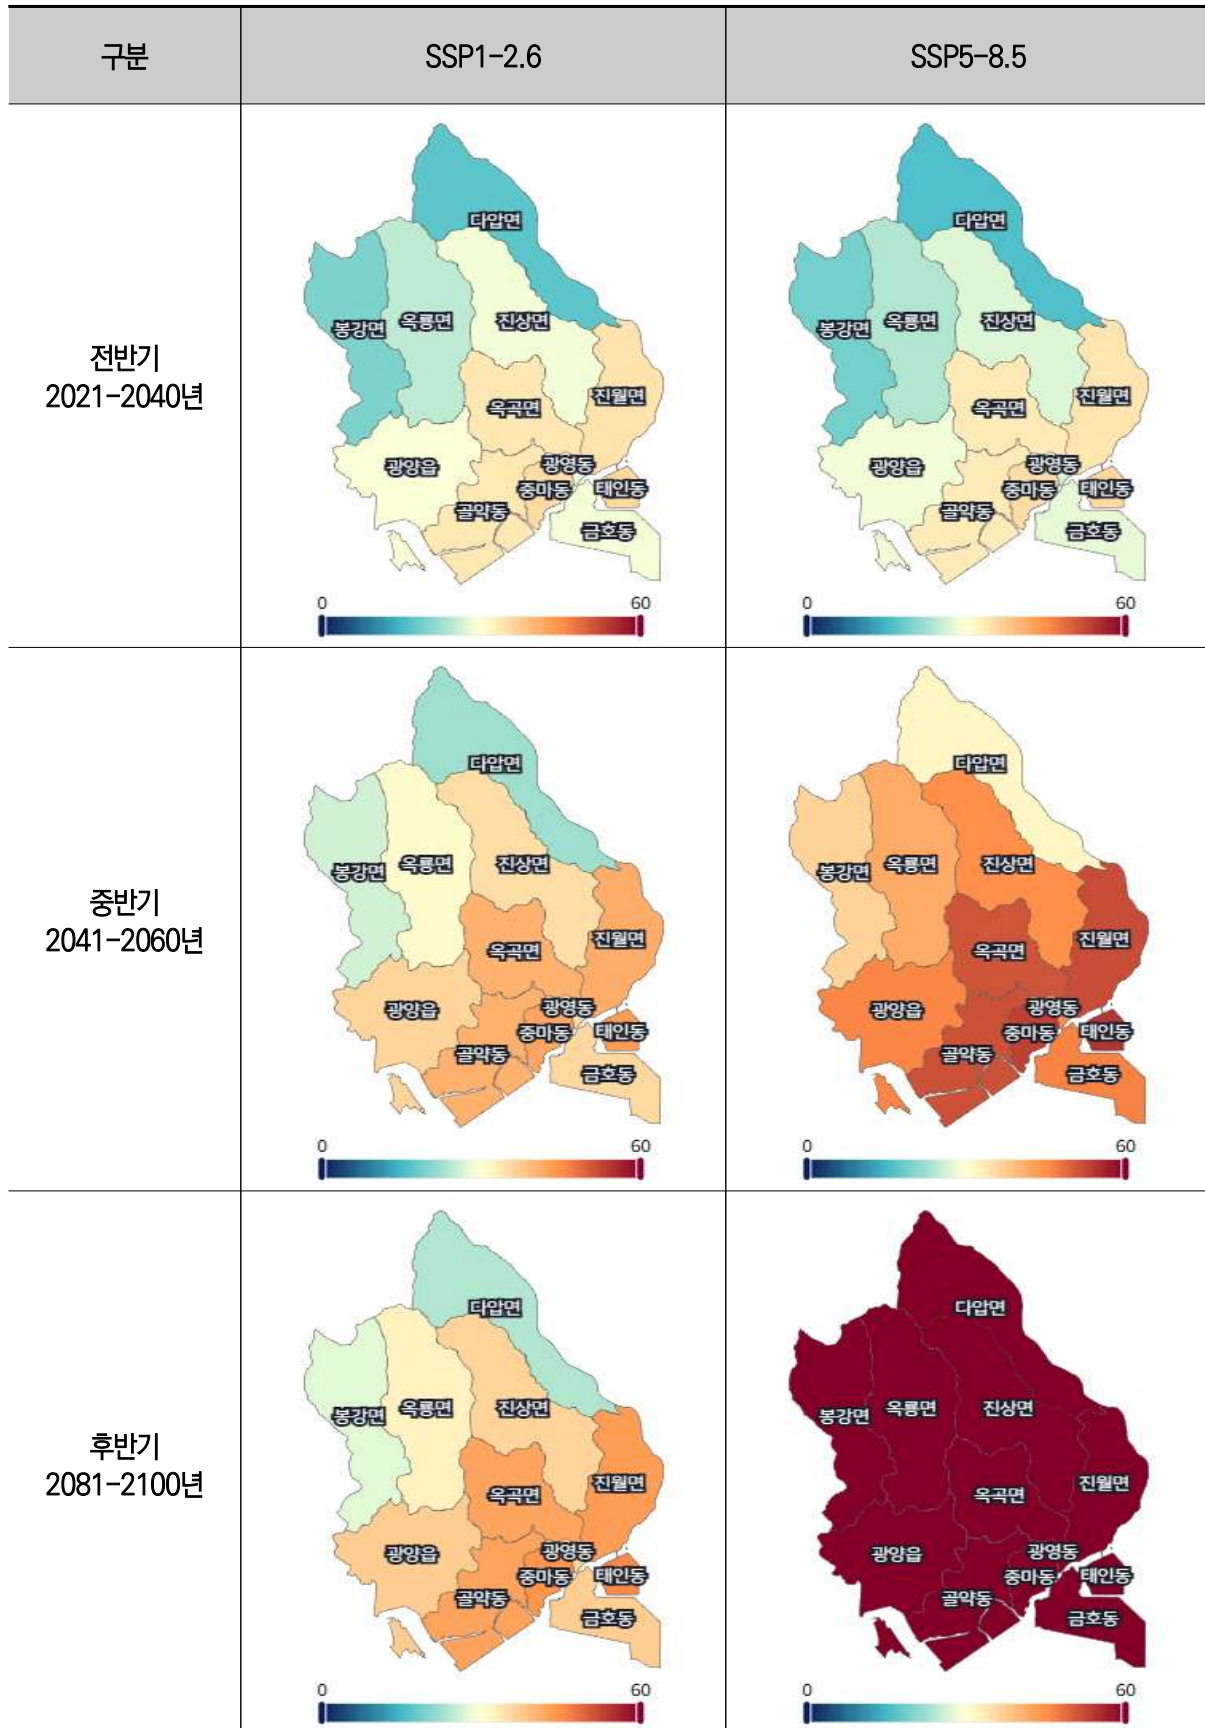 구분
SSP1-2.6
SSP5-8.5
전반기
2021-2040년
다압면
봉강면
옥룡면
진상면
옥곡면
진월면
광양읍
광영동
중마동
태인동
골약동
금호동
0
60
다압면
봉강면
옥룡면
진상면
옥곡면
진월면
광양읍
광영동
중마동
태인동
골약동
금호동
0
60
중반기
2041-2060년
다압면
봉강면
옥룡면
진상면
옥곡면
진월면
광양읍
광영동
중마동
태인동
골약동
금호동
0
60
다압면
봉강면
옥룡면
진상면
옥곡면
진월면
광양읍
광영동
중마동
태인동
골약동
금호동
0
60
후반기
2081-2100년
다압면
봉강면
옥룡면
진상면
옥곡면
진월면
광양읍
광영동
중마동
태인동
골약동
금호동
0
60
다압면
봉강면
옥룡면
진상면
옥곡면
진월면
광양읍
광영동
중마동
태인동
골약동
금호동
0
60